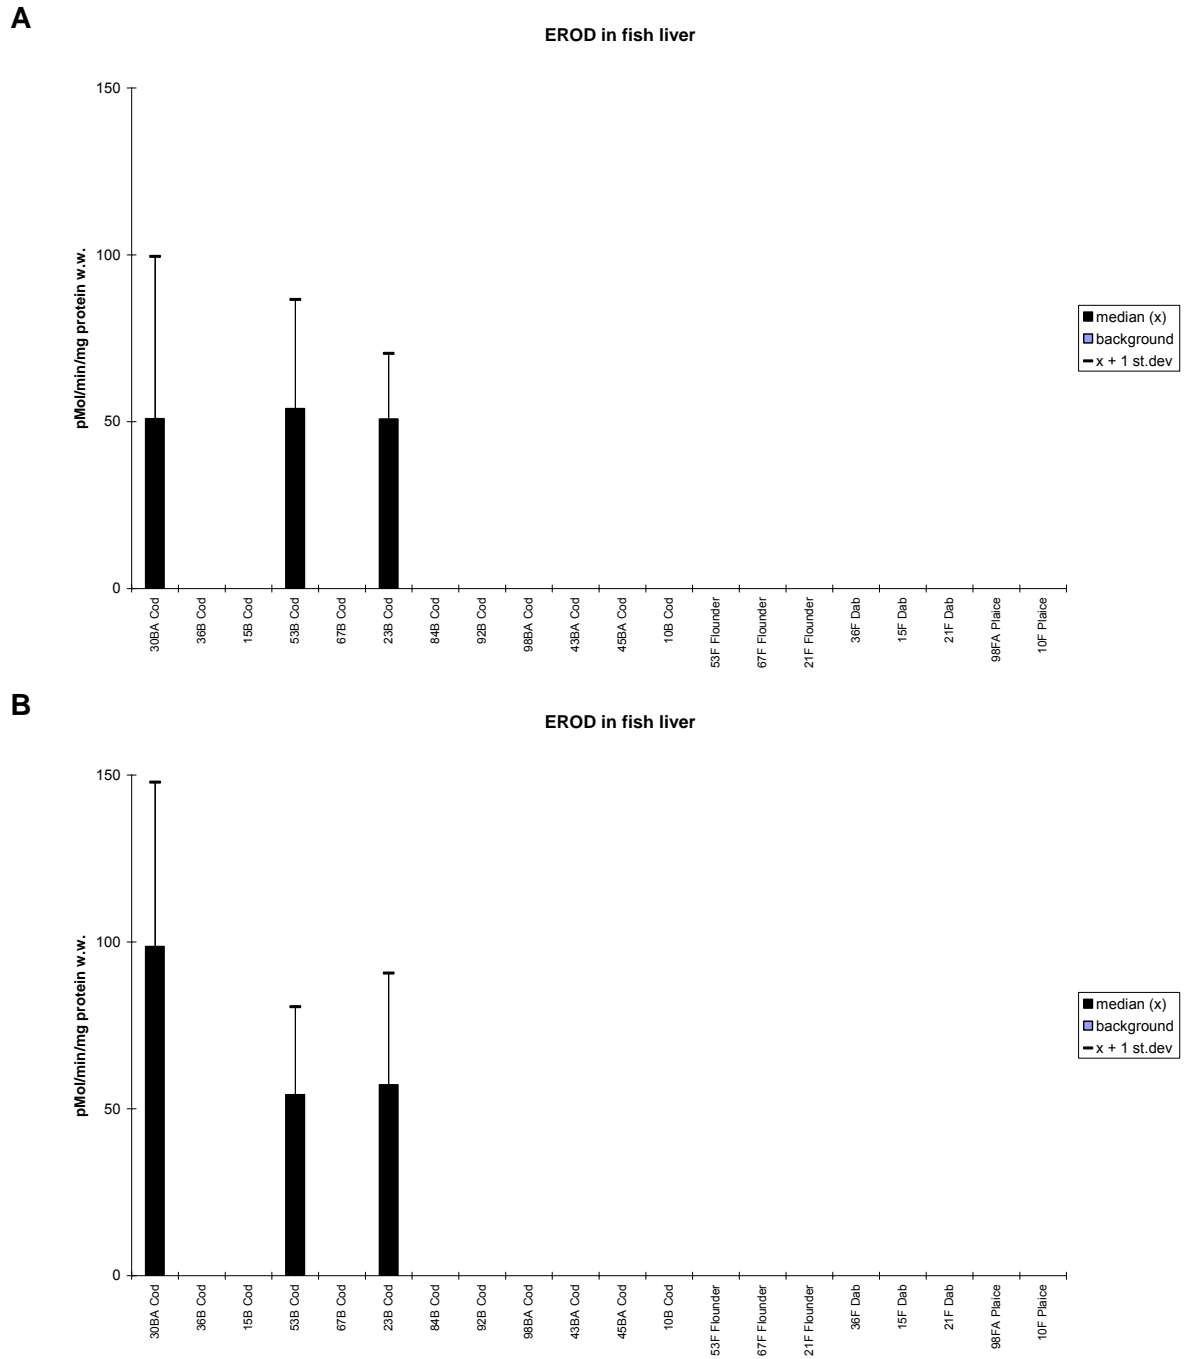 A
EROD in fish liver
150
100
50
0
pMol/min/mg protein w.w.
median (x)
background
x + 1 st.dev
30BA Cod
36B Cod
15B Cod
53B Cod
67B Cod
23B Cod
84B Cod
92B Cod
98BA Cod
43BA Cod
45BA Cod
10B Cod
53F Flounder
67F Flounder
21F Flounder
36F Dab
15F Dab
21F Dab
98FA Plaice
10F Plaice
B
EROD in fish liver
150
100
50
0
pMol/min/mg protein w.w.
median (x)
background
x + 1 st.dev
30BA Cod
36B Cod
15B Cod
53B Cod
67B Cod
23B Cod
84B Cod
92B Cod
98BA Cod
43BA Cod
45BA Cod
10B Cod
53F Flounder
67F Flounder
21F Flounder
36F Dab
15F Dab
21F Dab
98FA Plaice
10F Plaice